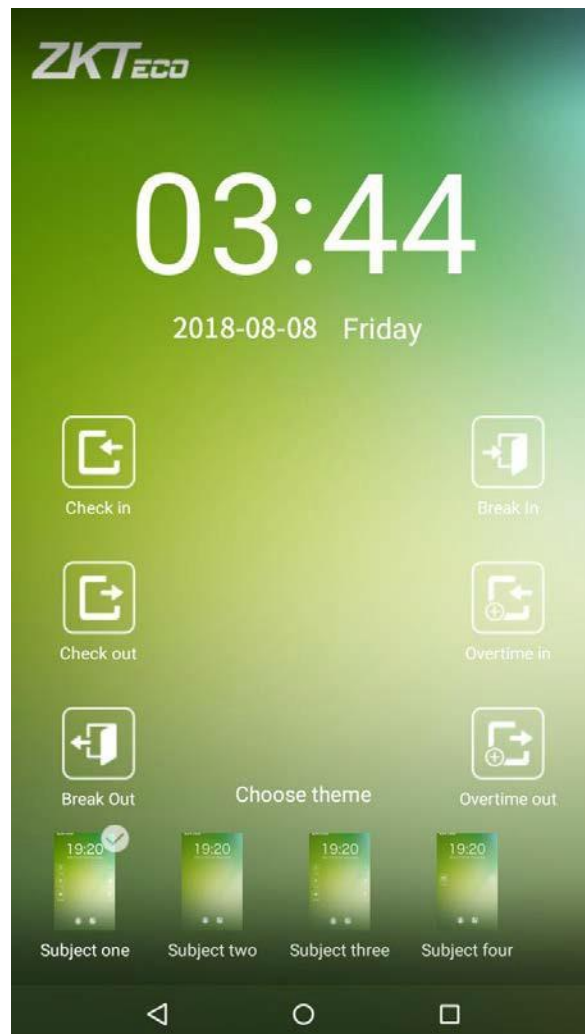 ZKTECO
03:44
2018-08-08 Friday
Check in
Break In
Check out
Overtime in
Break Out
Choose theme
Overtime out
19:20
19:20
19:20
19:20
Subject one
Subject two
Subject three
Subject four